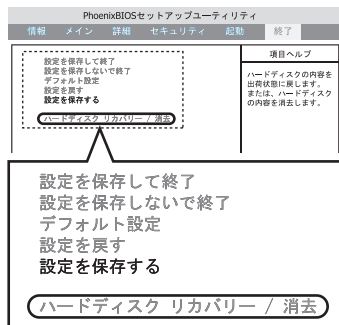 PhoenixBIOSセットアップユーティリティ
情報 メイン 詳細 セキュリティ 起動 終了
設定を保存して終了
設定を保存しないで終了
デフォルト設定
設定を戻す
設定を保存する
ハードディスク リカバリー / 消去
項目ヘルプ
ハードディスクの内容を
出荷状態に戻します。
または、ハードディスク
の内容を消去します。
設定を保存して終了
設定を保存しないで終了
デフォルト設定
設定を戻す
設定を保存する
ハードディスク リカバリー / 消去